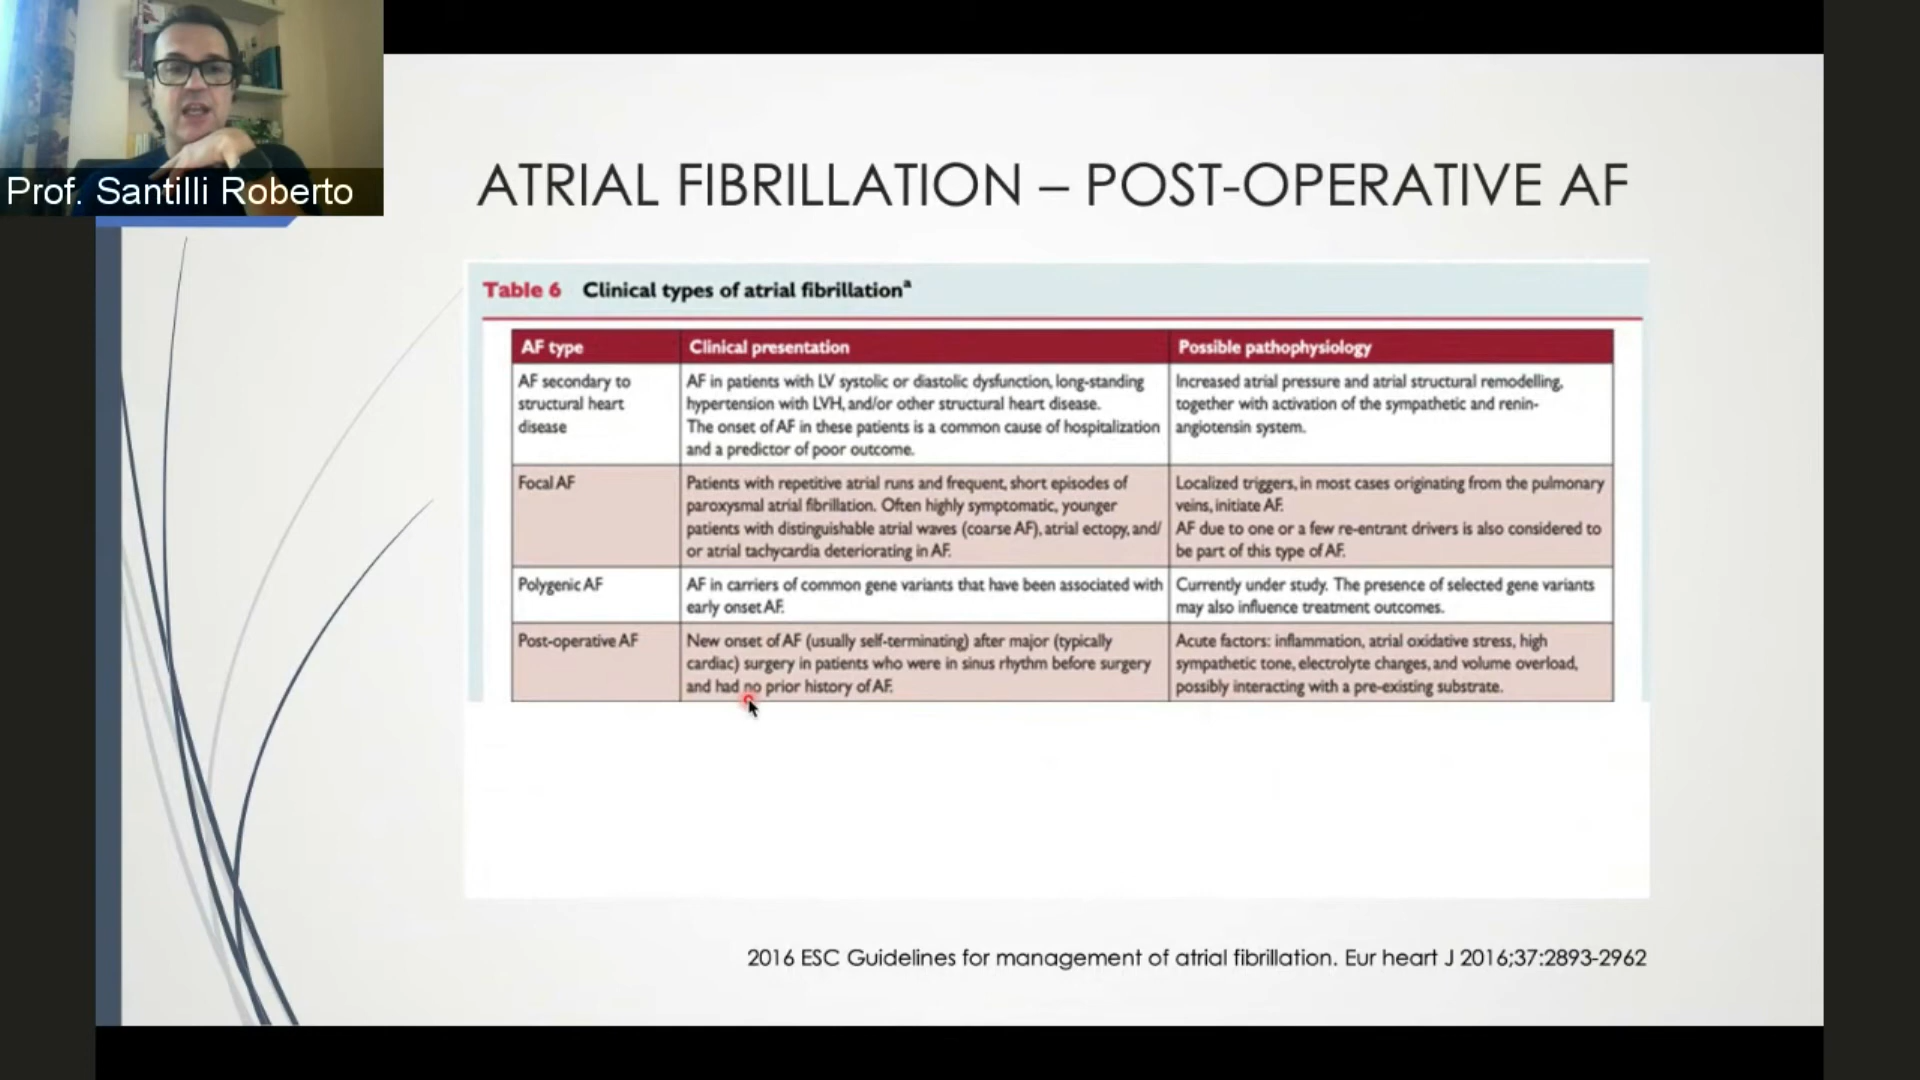 Prof. Santilli Roberto
ATRIAL FIBRILLATION – POST-OPERATIVE AF
Table 6 Clinical types of atrial fibrillationª
AF type
Clinical presentation
Possible pathophysiology
AF secondary to
structural heart
disease
AF in patients with LV systolic or diastolic dysfunction, long-standing
hypertension with LVH, and/or other structural heart disease.
The onset of AF in these patients is a common cause of hospitalization
and a predictor of poor outcome.
Increased atrial pressure and atrial structural remodelling,
together with activation of the sympathetic and renin-
angiotensin system.
Focal AF
Patients with repetitive atrial runs and frequent, short episodes of
paroxysmal atrial fibrillation. Often highly symptomatic, younger
patients with distinguishable atrial waves (coarse AF), atrial ectopy, and/
or atrial tachycardia deteriorating in AF.
Localized triggers, in most cases originating from the pulmonary
veins, initiate AF.
AF due to one or a few re-entrant drivers is also considered to
be part of this type of AF.
Polygenic AF
AF in carriers of common gene variants that have been associated with
early onset AF.
Currently under study. The presence of selected gene variants
may also influence treatment outcomes.
Post-operative AF
New onset of AF (usually self-terminating) after major (typically
cardiac) surgery in patients who were in sinus rhythm before surgery
and had no prior history of AF.
Acute factors: inflammation, atrial oxidative stress, high
sympathetic tone, electrolyte changes, and volume overload,
possibly interacting with a pre-existing substrate.
2016 ESC Guidelines for management of atrial fibrillation. Eur heart J 2016;37:2893-2962